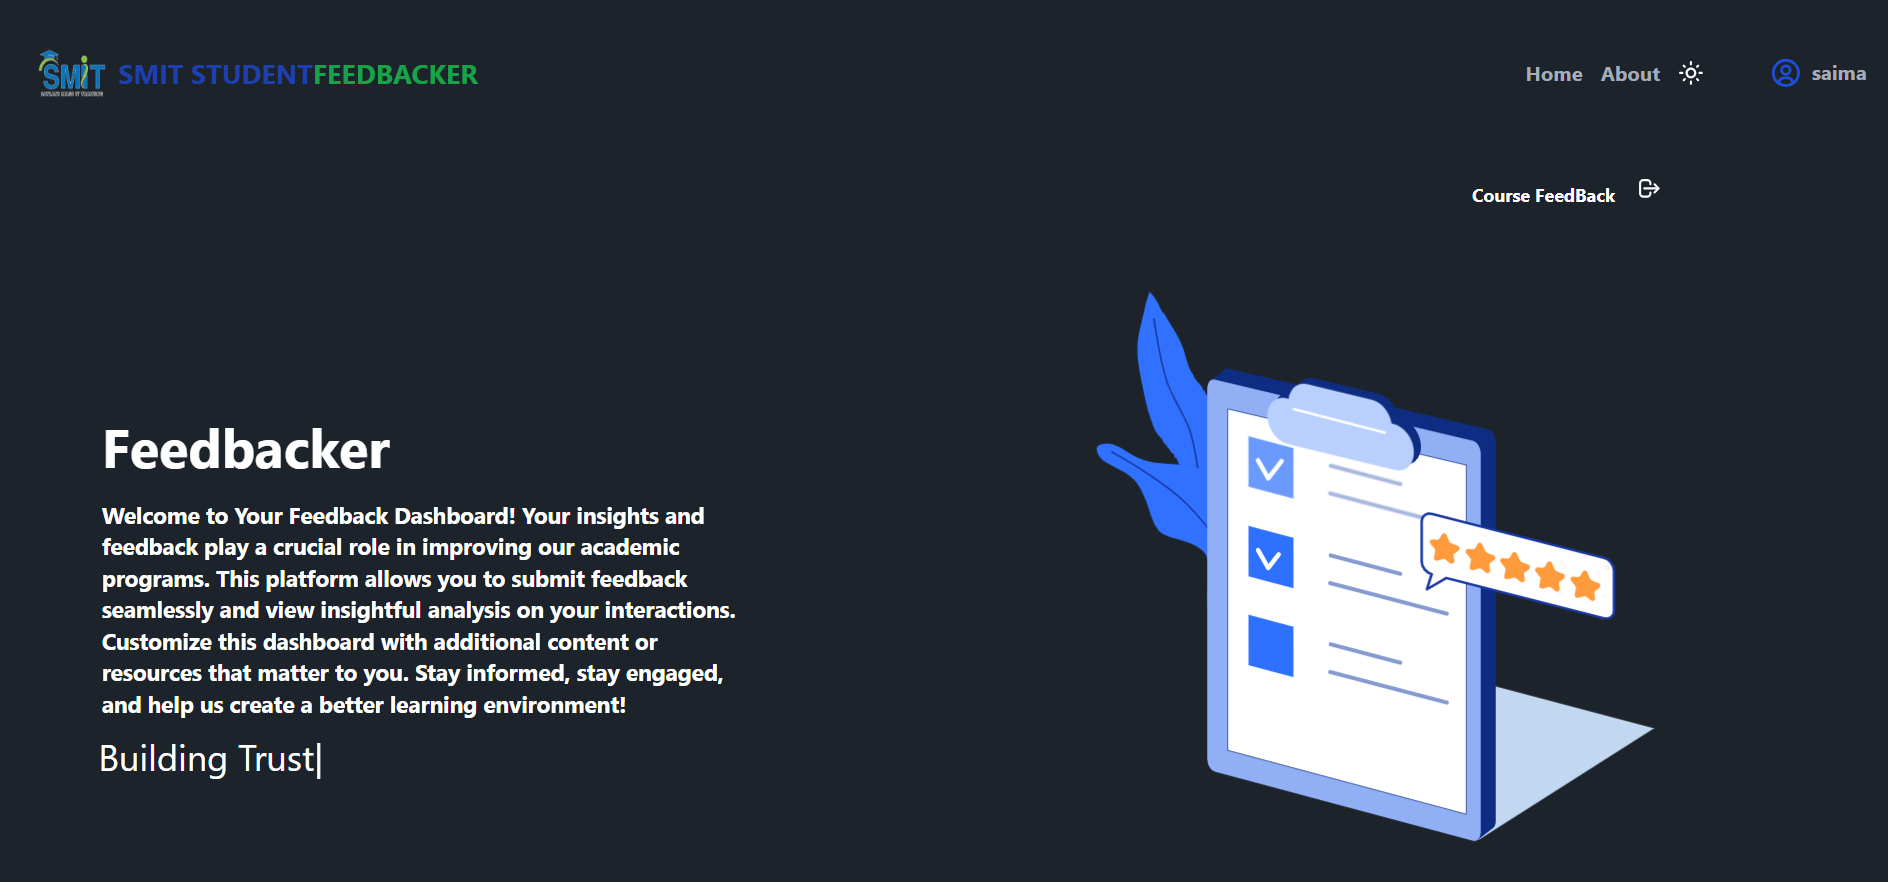 SMIT
SMIT STUDENTFEEDBACKER
Home About
saima
Course FeedBack
Feedbacker
Welcome to Your Feedback Dashboard! Your insights and
feedback play a crucial role in improving our academic
programs. This platform allows you to submit feedback
seamlessly and view insightful analysis on your interactions.
Customize this dashboard with additional content or
resources that matter to you. Stay informed, stay engaged,
and help us create a better learning environment!
Building Trust